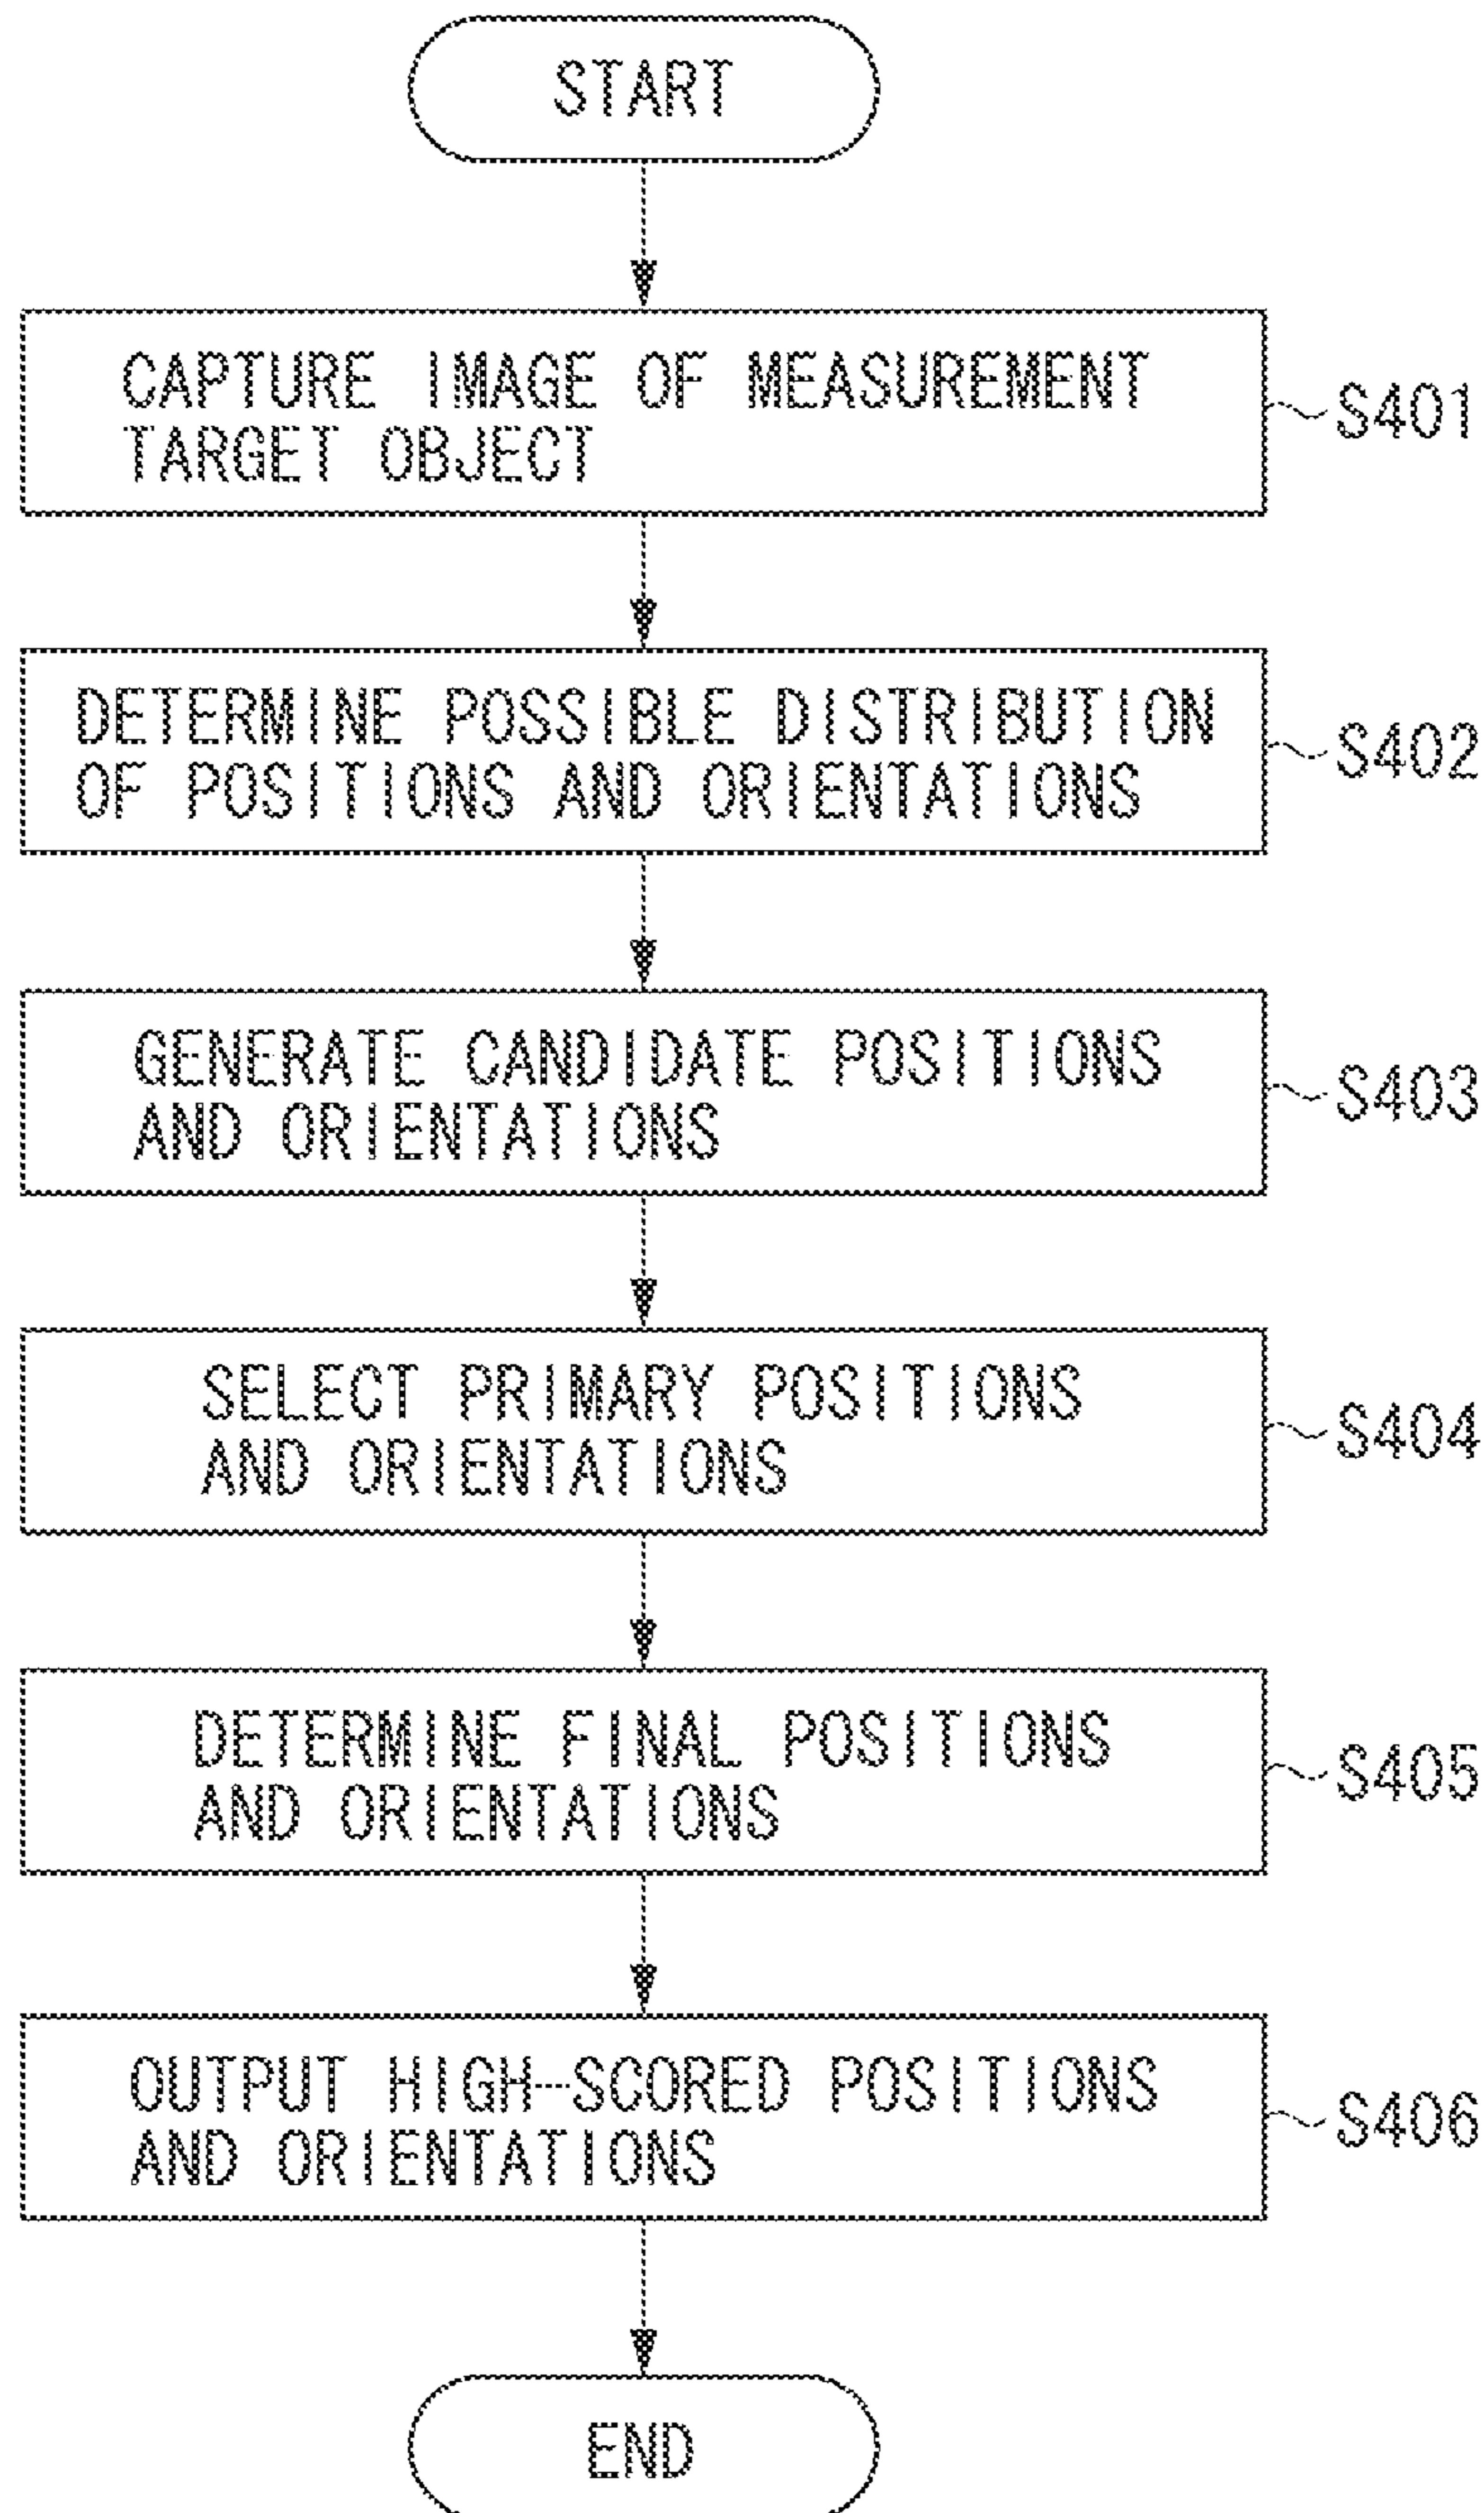 START
CAPTURE IMAGE OF MEASUREMENT
TARGET OBJECT
S401
DETERMINE POSSIBLE DISTRIBUTION
OF POSITIONS AND ORIENTATIONS
S402
GENERATE CANDIDATE POSITIONS
AND ORIENTATIONS
S403
SELECT PRIMARY POSITIONS
AND ORIENTATIONS
S404
DETERMINE FINAL POSITIONS
AND ORIENTATIONS
S405
OUTPUT HIGH-SCORED POSITIONS
AND ORIENTATIONS
S406
END